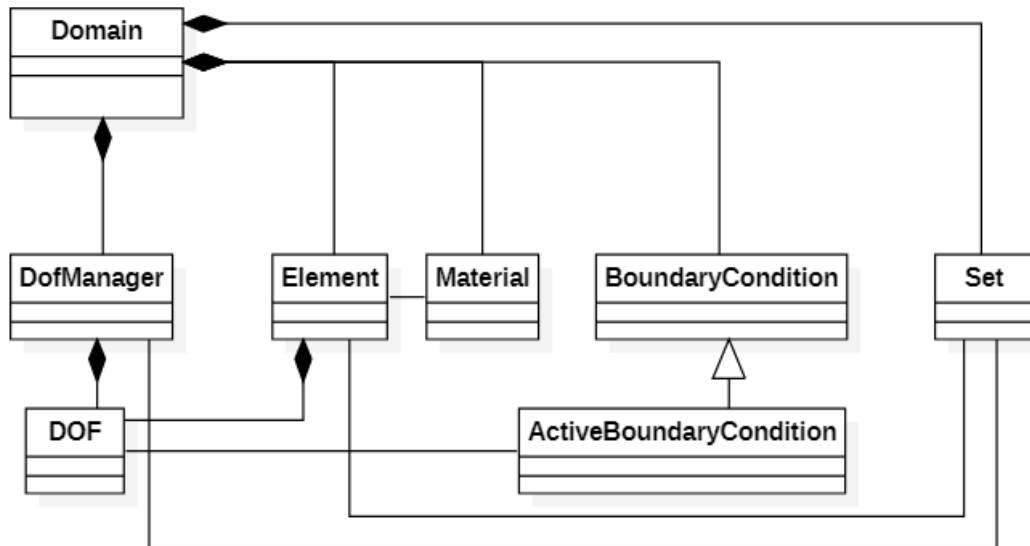 Domain
DofManager
Element
Material
BoundaryCondition
Set
DOF
ActiveBoundaryCondition